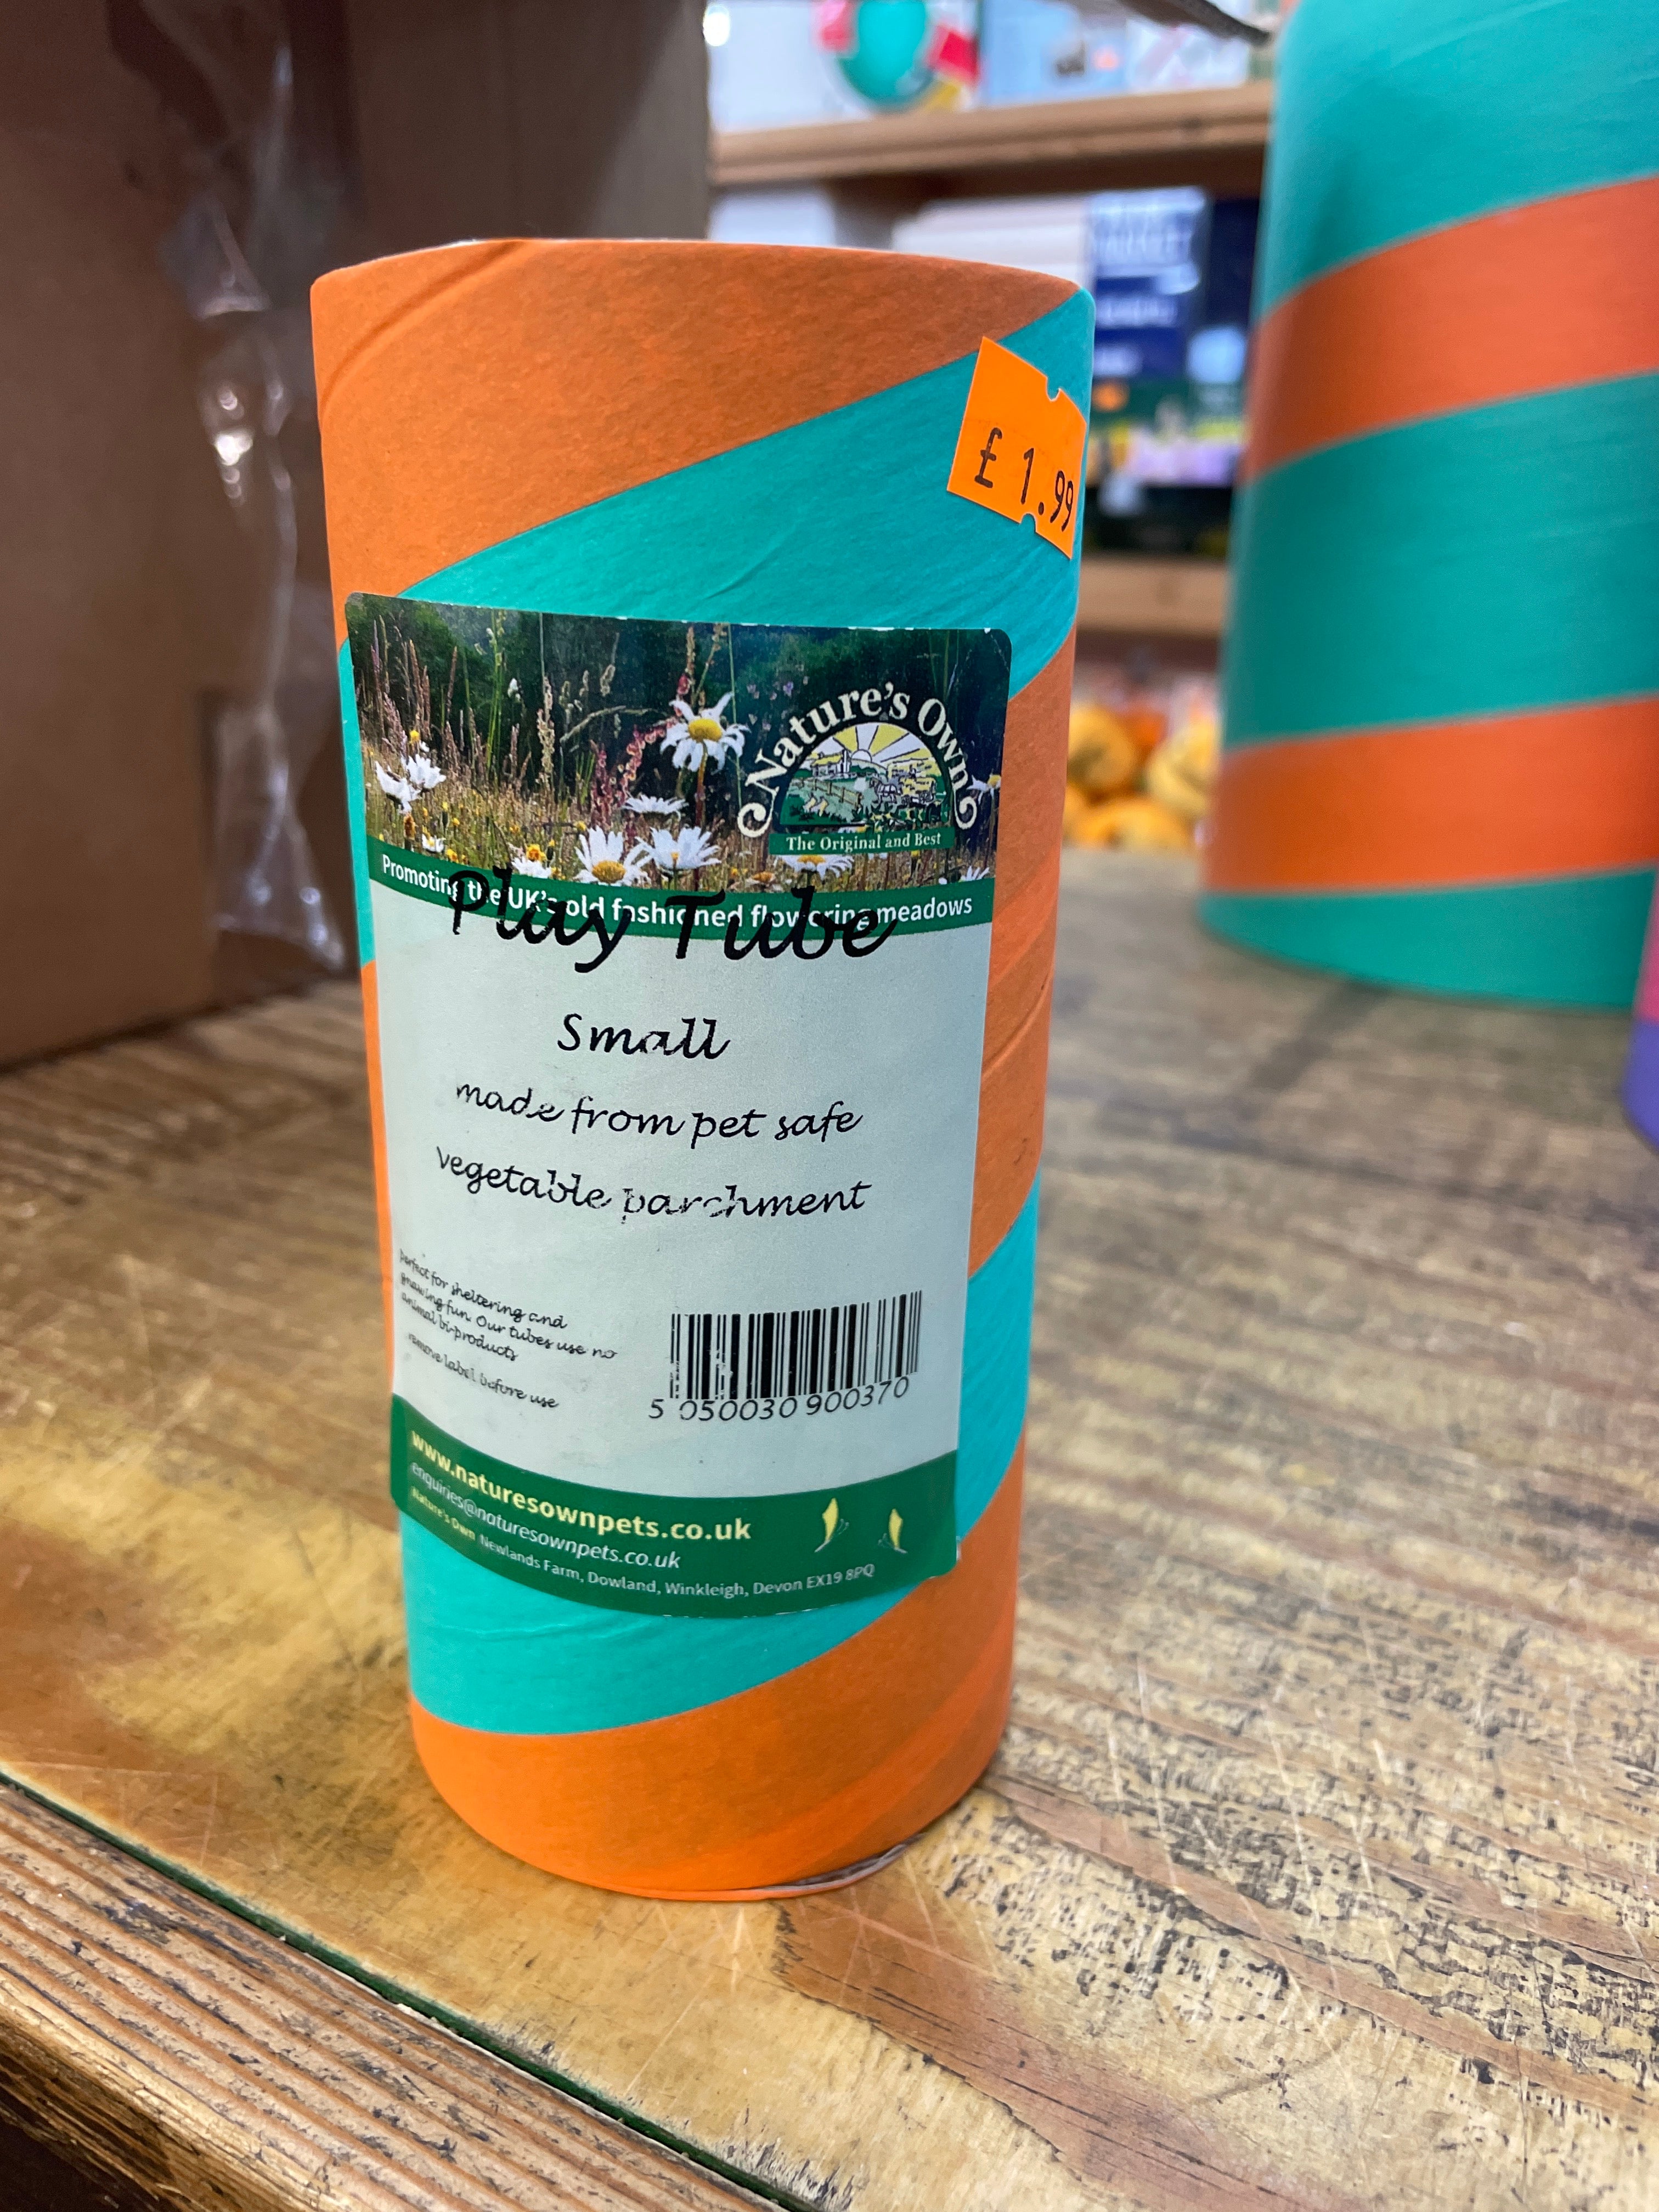 £ 1.99
Nature's Own
The Original and Best
Promoting the UK's old fashioned flowering meadows
Play Tube
Small
made from pet safe
vegetable parchment
perfect for sheltering and
gnawing fun. Our tubes use no
animal bi-products
remove label before use
5 050030 900370
www.naturesownpets.co.uk
enquiries@naturesownpets.co.uk
Nature's Own Newlands Farm, Dowland, Winkleigh, Devon EX19 8PQ